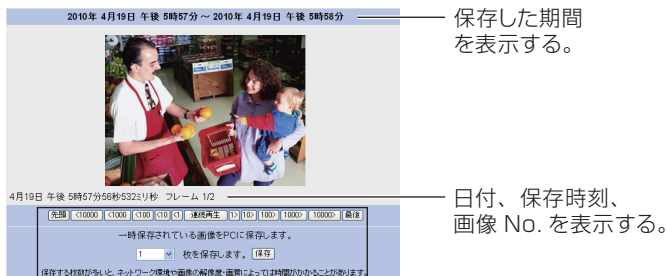 2010年 4月19日 午後 5時57分 ~ 2010年 4月19日 午後 5時58分
保存した期間
を表示する。
4月19日 午後 5時57分56秒532ミリ秒 フレーム 1/2
日付、保存時刻、
画像 No. を表示する。
先頭 <10000 <1000 <100 <10 <1 連続再生 1> 10> 100> 1000> 10000> 最後
一時保存されている画像をPCに保存します。
1 枚を保存します。 保存
保存する枚数が多いと、ネットワーク環境や画像の解像度・画質によっては時間がかかることがあります。